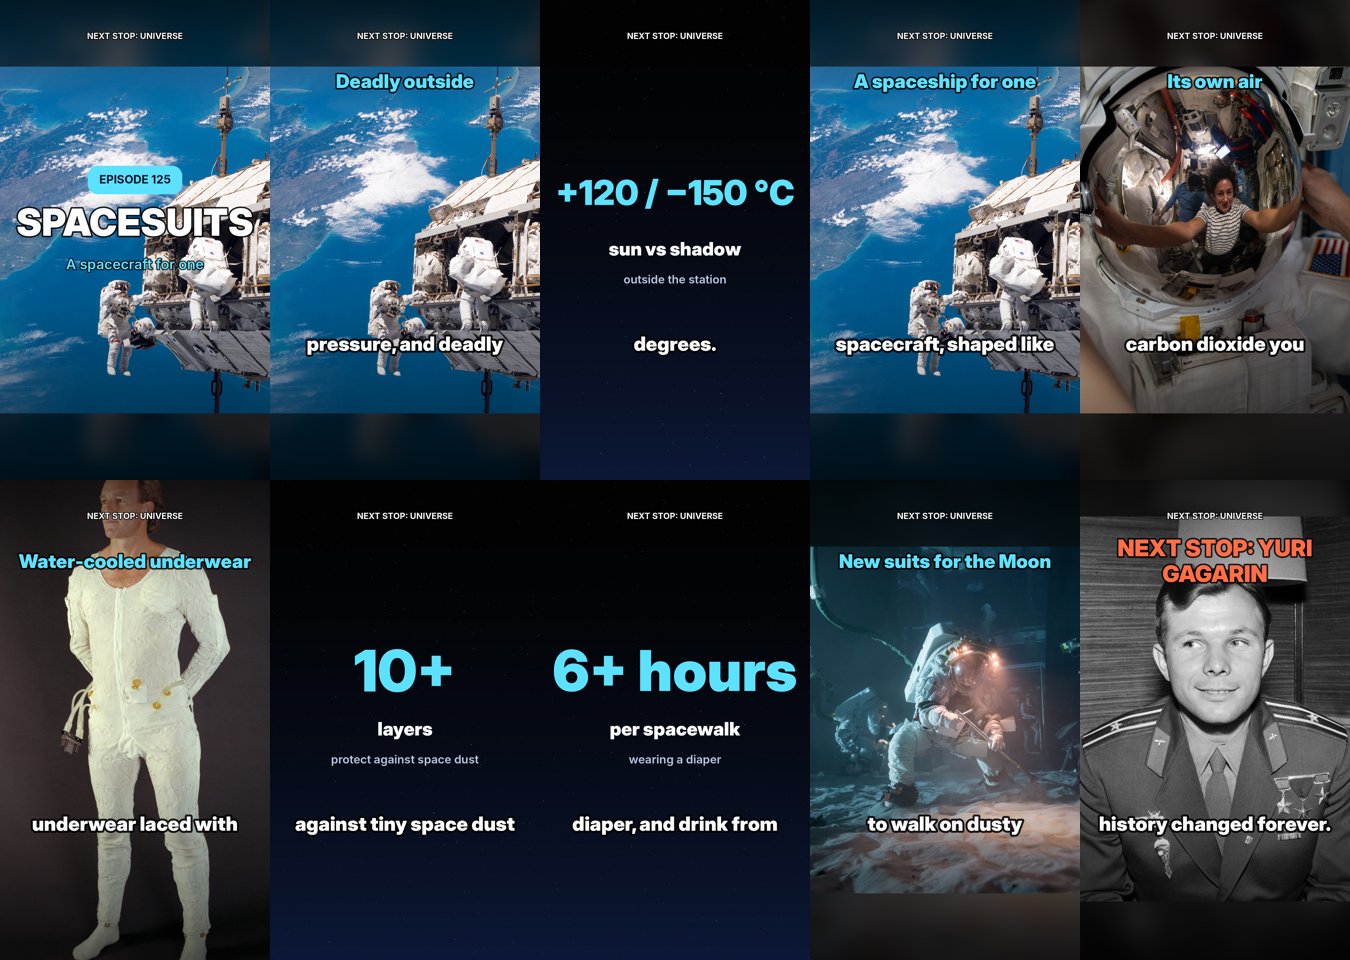 NEXT STOP: UNIVERSE
EPISODE 125
SPACESUITS
A spacecraft for one
NEXT STOP: UNIVERSE
Deadly outside
pressure, and deadly
NEXT STOP: UNIVERSE
+120 / −150 °C
sun vs shadow
outside the station
degrees.
NEXT STOP: UNIVERSE
A spaceship for one
spacecraft, shaped like
NEXT STOP: UNIVERSE
Its own air
carbon dioxide you
NEXT STOP: UNIVERSE
Water-cooled underwear
underwear laced with
NEXT STOP: UNIVERSE
10+
layers
protect against space dust
against tiny space dust
NEXT STOP: UNIVERSE
6+ hours
per spacewalk
wearing a diaper
diaper, and drink from
NEXT STOP: UNIVERSE
New suits for the Moon
to walk on dusty
NEXT STOP: UNIVERSE
NEXT STOP: YURI
GAGARIN
history changed forever.